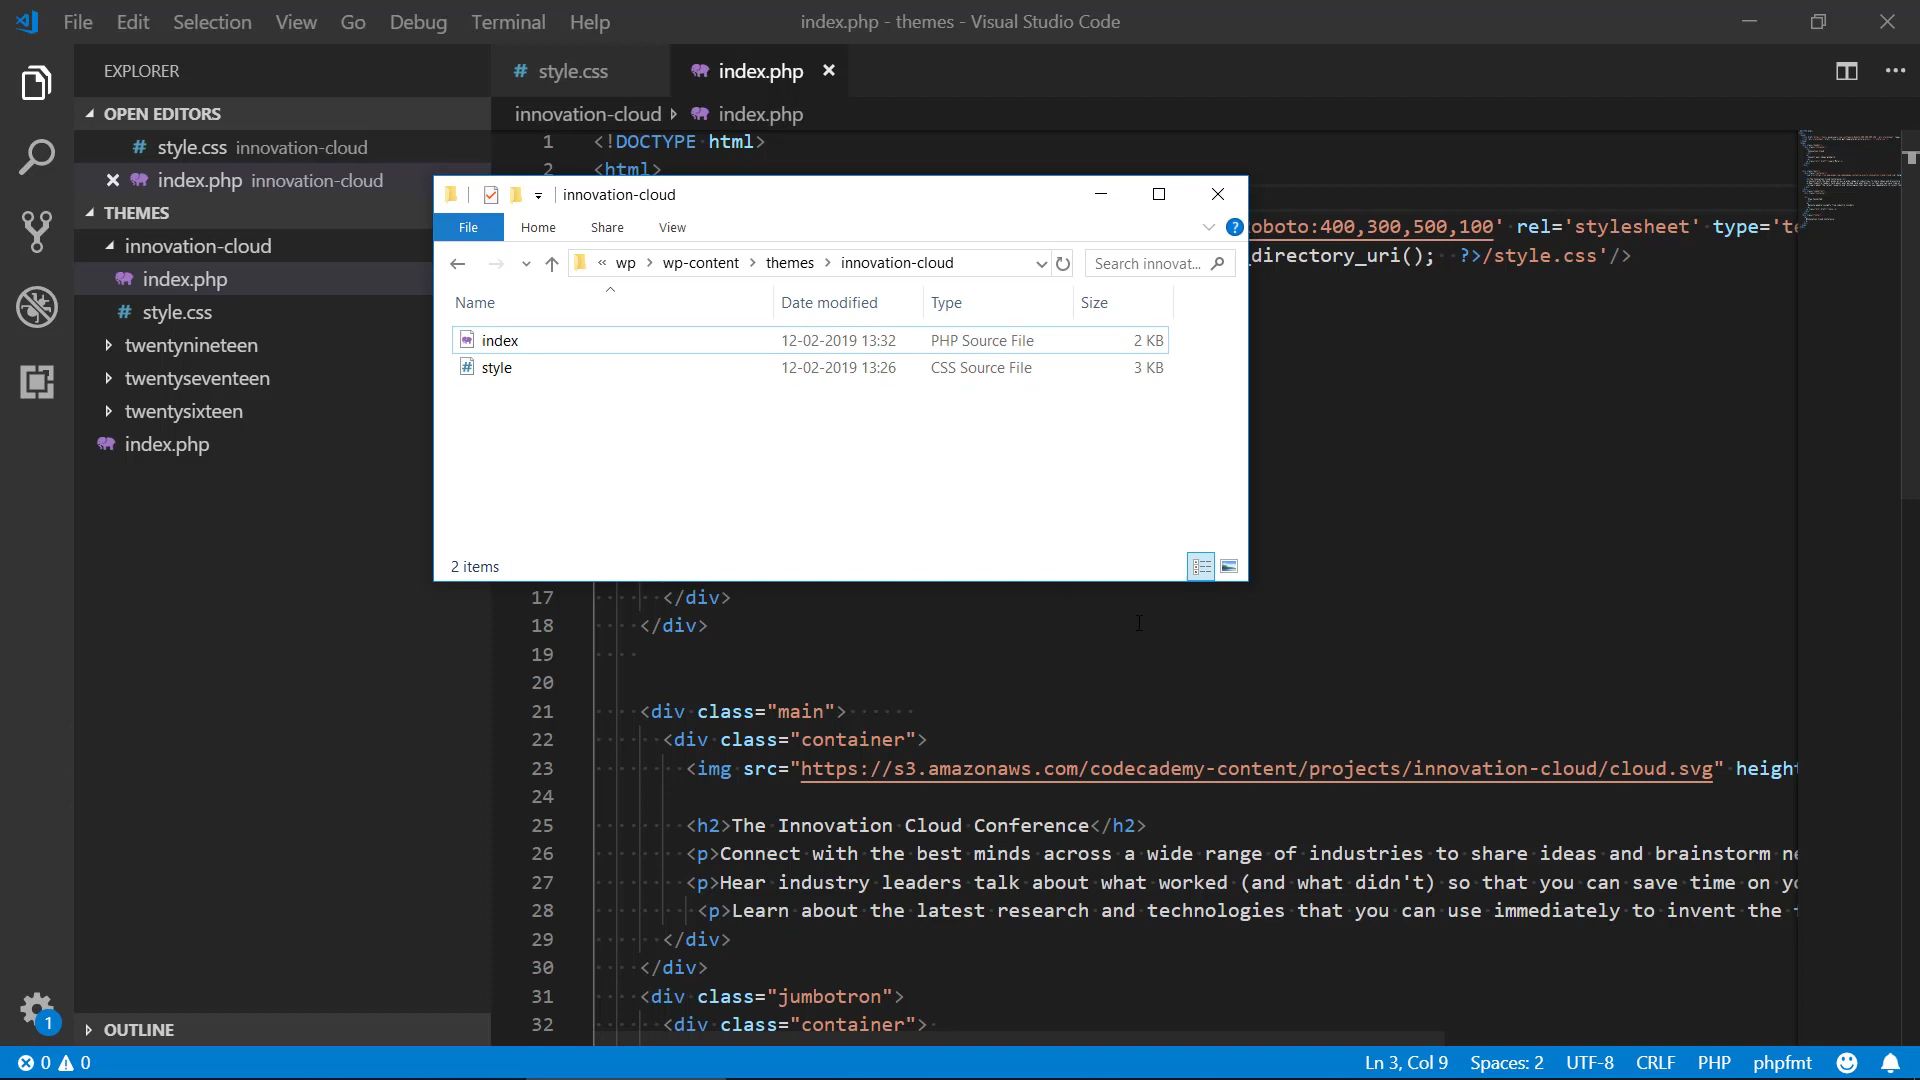 File Edit Selection View Go Debug Terminal Help
index.php - themes - Visual Studio Code
EXPLORER
OPEN EDITORS
style.css innovation-cloud
index.php innovation-cloud
THEMES
innovation-cloud
index.php
style.css
twentynineteen
twentyseventeen
twentysixteen
index.php
OUTLINE
style.css
index.php
innovation-cloud index.php
1 <!DOCTYPE html>
2 <html>
oboto:400,300,500,100' rel='stylesheet' type='te
_directory_uri(); ?>/style.css'/>
innovation-cloud
File Home Share View
« wp wp-content themes innovation-cloud
Search innovat...
Name Date modified Type Size
index 12-02-2019 13:32 PHP Source File 2 KB
style 12-02-2019 13:26 CSS Source File 3 KB
2 items
17 </div>
18 </div>
19
20
21 <div class="main">
22 <div class="container">
23 <img src="https://s3.amazonaws.com/codecademy-content/projects/innovation-cloud/cloud.svg" height
24
25 <h2>The Innovation Cloud Conference</h2>
26 <p>Connect with the best minds across a wide range of industries to share ideas and brainstorm ne
27 <p>Hear industry leaders talk about what worked (and what didn't) so that you can save time on yo
28 <p>Learn about the latest research and technologies that you can use immediately to invent the
29 </div>
30 </div>
31 <div class="jumbotron">
32 <div class="container">
1
0 0
Ln 3, Col 9 Spaces: 2 UTF-8 CRLF PHP phpfmt